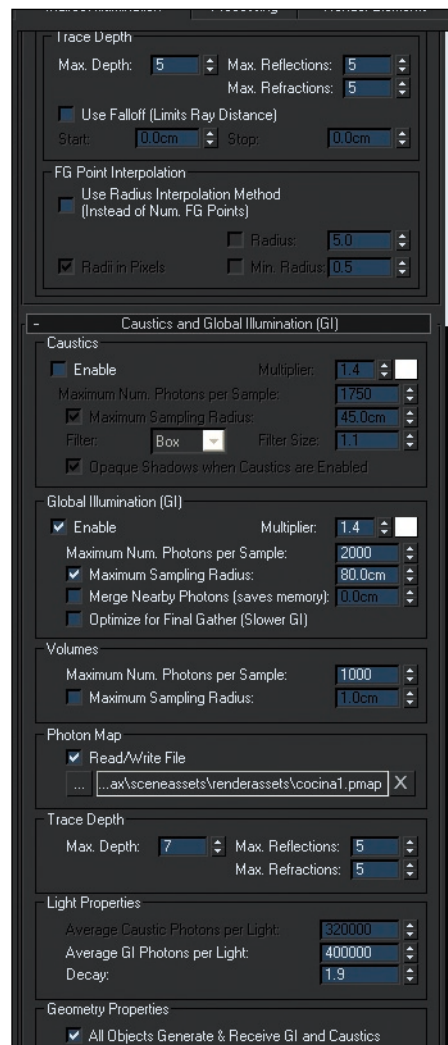 Trace Depth
Max. Depth: 5 Max. Reflections: 5
Max. Refractions: 5
Use Falloff (Limits Ray Distance)
Start: 0.0cm Stop: 0.0cm
FG Point Interpolation
Use Radius Interpolation Method
(Instead of Num. FG Points)
Radius: 5.0
Radii in Pixels Min. Radius: 0.5
- Caustics and Global Illumination (GI)
Caustics
Enable Multiplier: 1.4
Maximum Num. Photons per Sample: 1750
Maximum Sampling Radius: 45.0cm
Filter: Box Filter Size: 1.1
Opaque Shadows when Caustics are Enabled
Global Illumination (GI)
Enable Multiplier: 1.4
Maximum Num. Photons per Sample: 2000
Maximum Sampling Radius: 80.0cm
Merge Nearby Photons (saves memory): 0.0cm
Optimize for Final Gather (Slower GI)
Volumes
Maximum Num. Photons per Sample: 1000
Maximum Sampling Radius: 1.0cm
Photon Map
Read/Write File
... ...ax\sceneassets\renderassets\cocina1.pmap X
Trace Depth
Max. Depth: 7 Max. Reflections: 5
Max. Refractions: 5
Light Properties
Average Caustic Photons per Light: 320000
Average GI Photons per Light: 400000
Decay: 1.9
Geometry Properties
All Objects Generate & Receive GI and Caustics